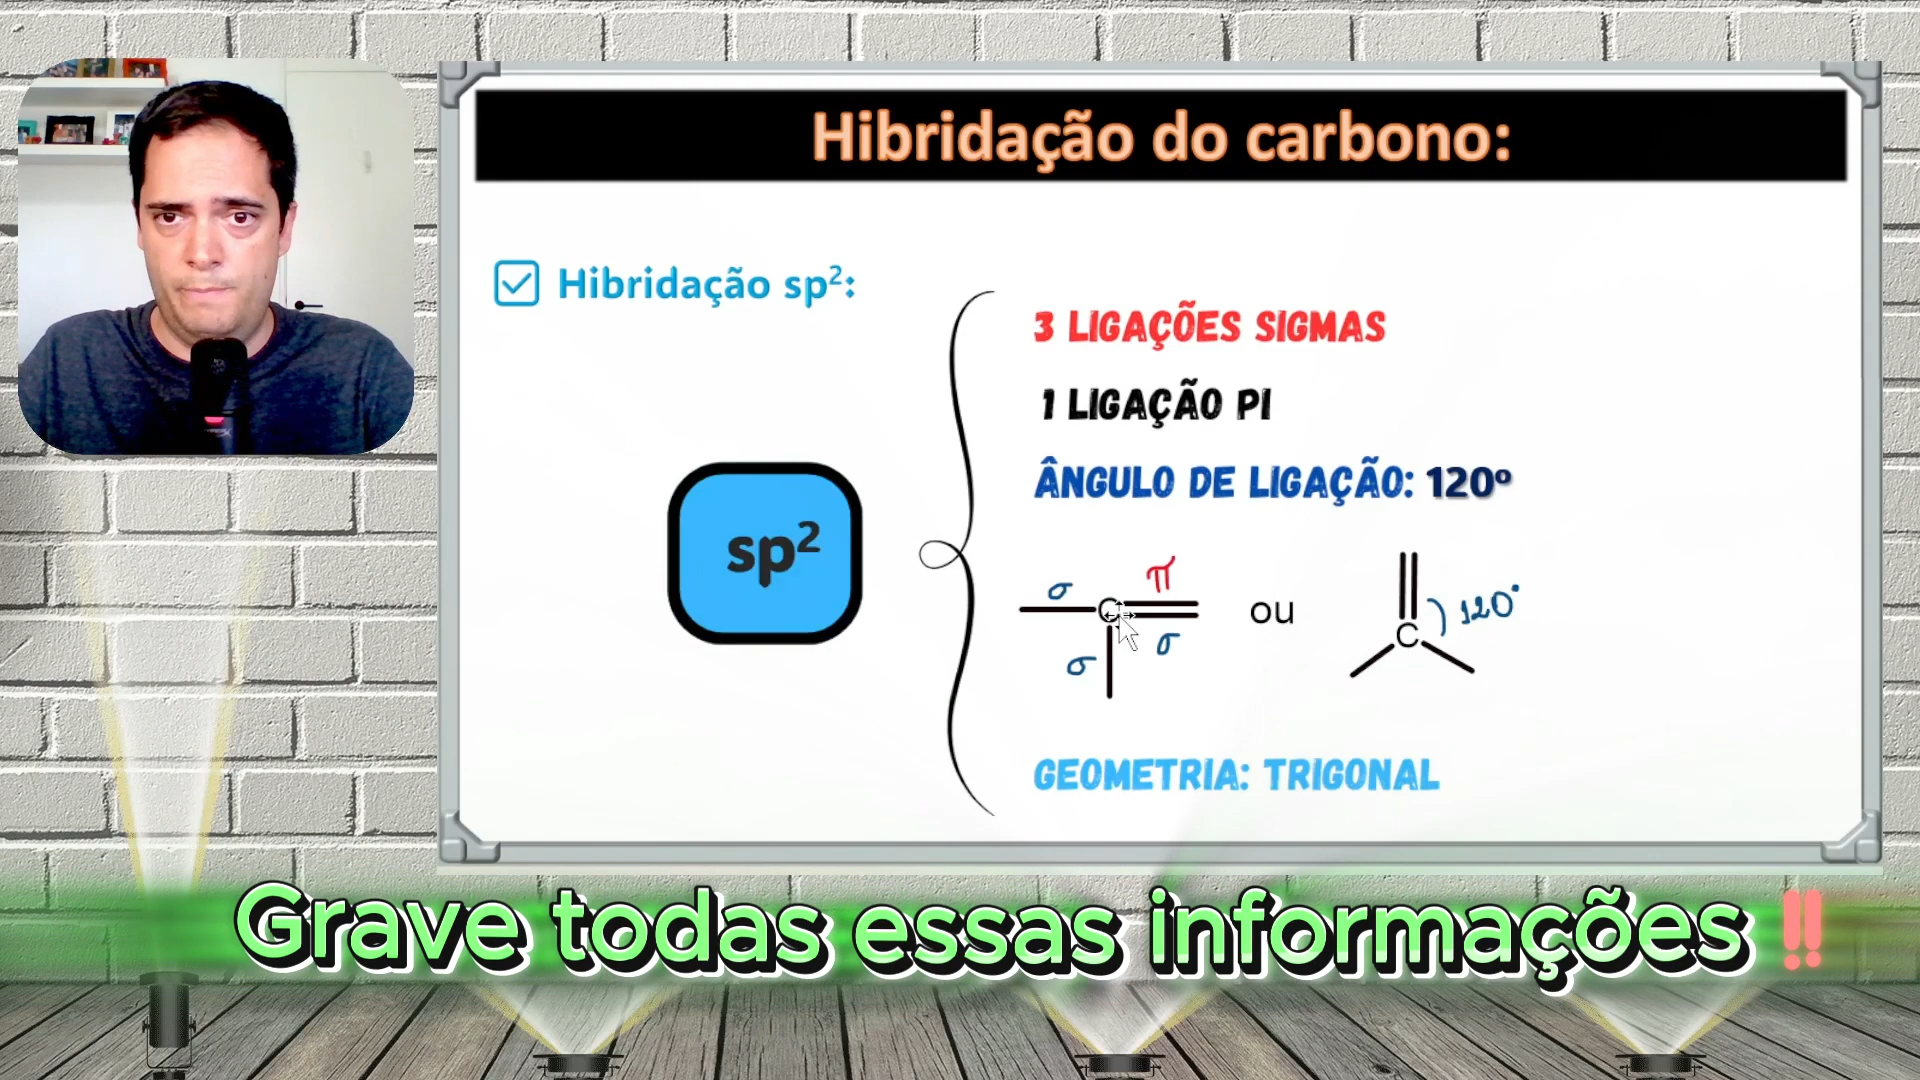 Hibridação do carbono:
Hibridação sp²:
3 LIGAÇÕES SIGMAS
1 LIGAÇÃO PI
ÂNGULO DE LIGAÇÃO: 120º
sp²
σ π
C
σ σ
ou
C
120°
GEOMETRIA: TRIGONAL
Grave todas essas informações !!